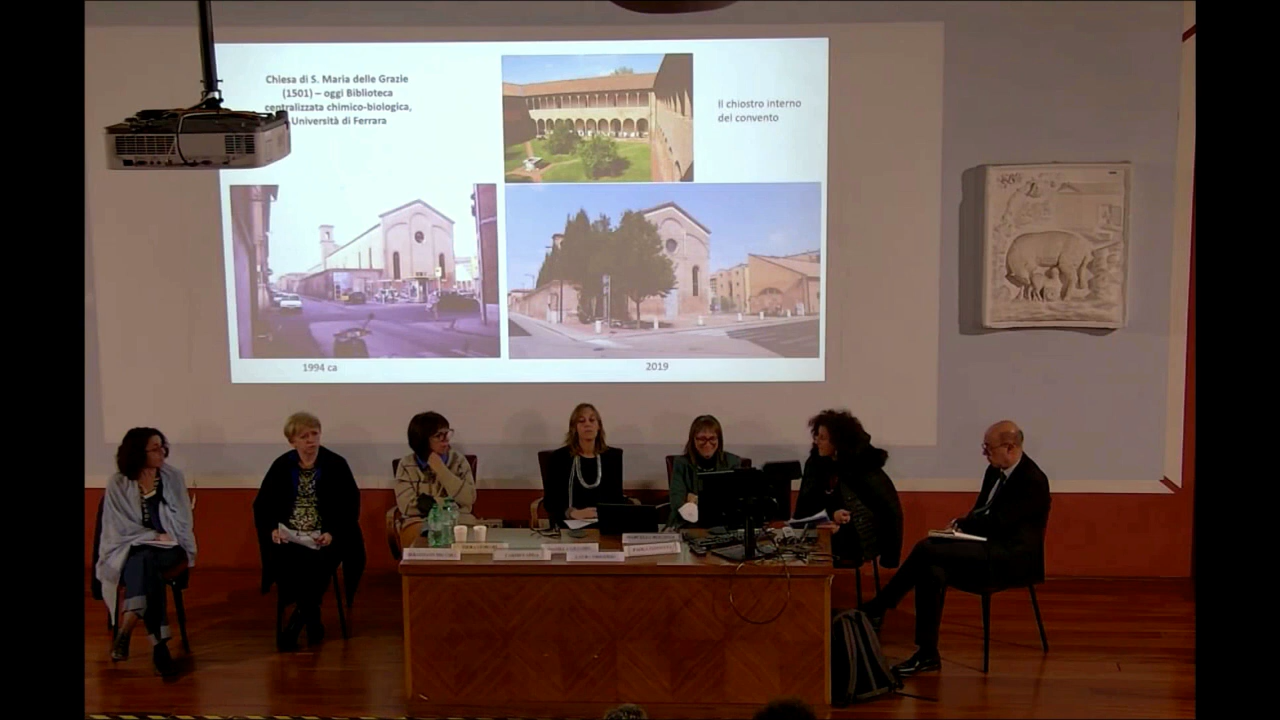 Chiesa di S. Maria delle Grazie
(1501) – oggi Biblioteca
centralizzata chimico-biologica,
Università di Ferrara
Il chiostro interno
del convento
1994 ca
2019